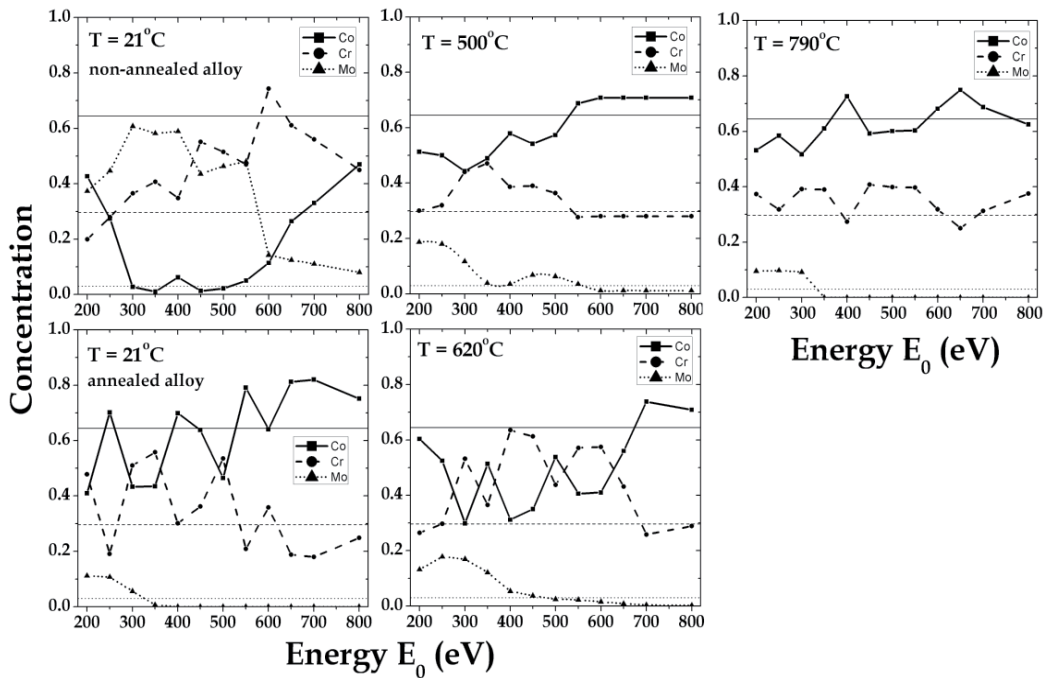 T = 21°C
non-annealed alloy
Co
Cr
Mo
1.0
0.8
0.6
0.4
0.2
0.0
200 300 400 500 600 700 800
T = 500°C
Co
Cr
Mo
1.0
0.8
0.6
0.4
0.2
0.0
200 300 400 500 600 700 800
T = 790°C
Co
Cr
Mo
1.0
0.8
0.6
0.4
0.2
0.0
200 300 400 500 600 700 800
Energy E₀ (eV)
Concentration
T = 21°C
annealed alloy
Co
Cr
Mo
1.0
0.8
0.6
0.4
0.2
0.0
200 300 400 500 600 700 800
T = 620°C
Co
Cr
Mo
1.0
0.8
0.6
0.4
0.2
0.0
200 300 400 500 600 700 800
Energy E₀ (eV)